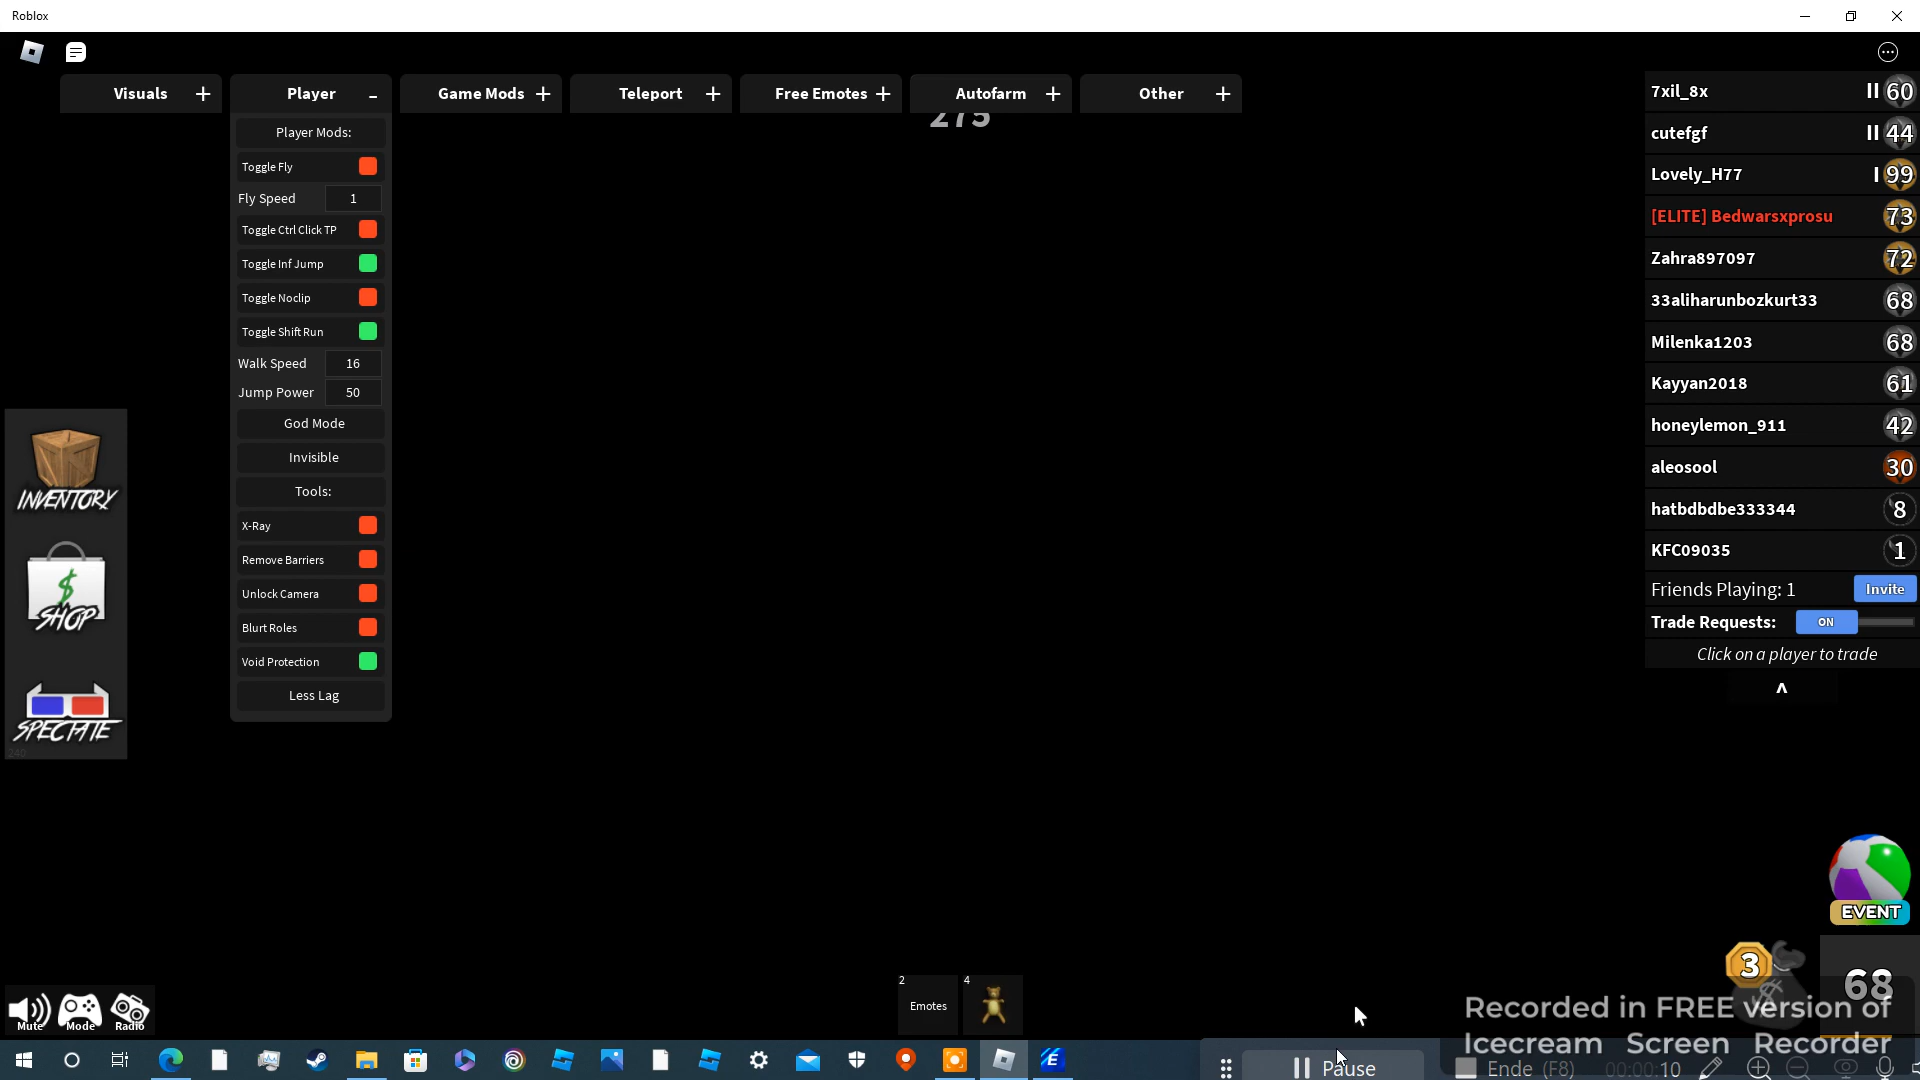 Roblox
Visuals +
Player -
Game Mods +
Teleport +
Free Emotes +
Autofarm +
Other +
275
Player Mods:
Toggle Fly
Fly Speed 1
Toggle Ctrl Click TP
Toggle Inf Jump
Toggle Noclip
Toggle Shift Run
Walk Speed 16
Jump Power 50
God Mode
Invisible
Tools:
X-Ray
Remove Barriers
Unlock Camera
Blurt Roles
Void Protection
Less Lag
INVENTORY
$
SHOP
SPECTATE
240
7xil_8x II 60
cutefgf II 44
Lovely_H77 I 99
[ELITE] Bedwarsxprosu 73
Zahra897097 72
33aliharunbozkurt33 68
Milenka1203 68
Kayyan2018 61
honeylemon_911 42
aleosool 30
hatbdbdbe333344 8
KFC09035 1
Friends Playing: 1 Invite
Trade Requests: ON
Click on a player to trade
^
EVENT
3
68
Mute
Mode
Radio
2
Emotes
4
Recorded in FREE version of
Icecream Screen Recorder
Pause
Ende (F8)
00:00:10